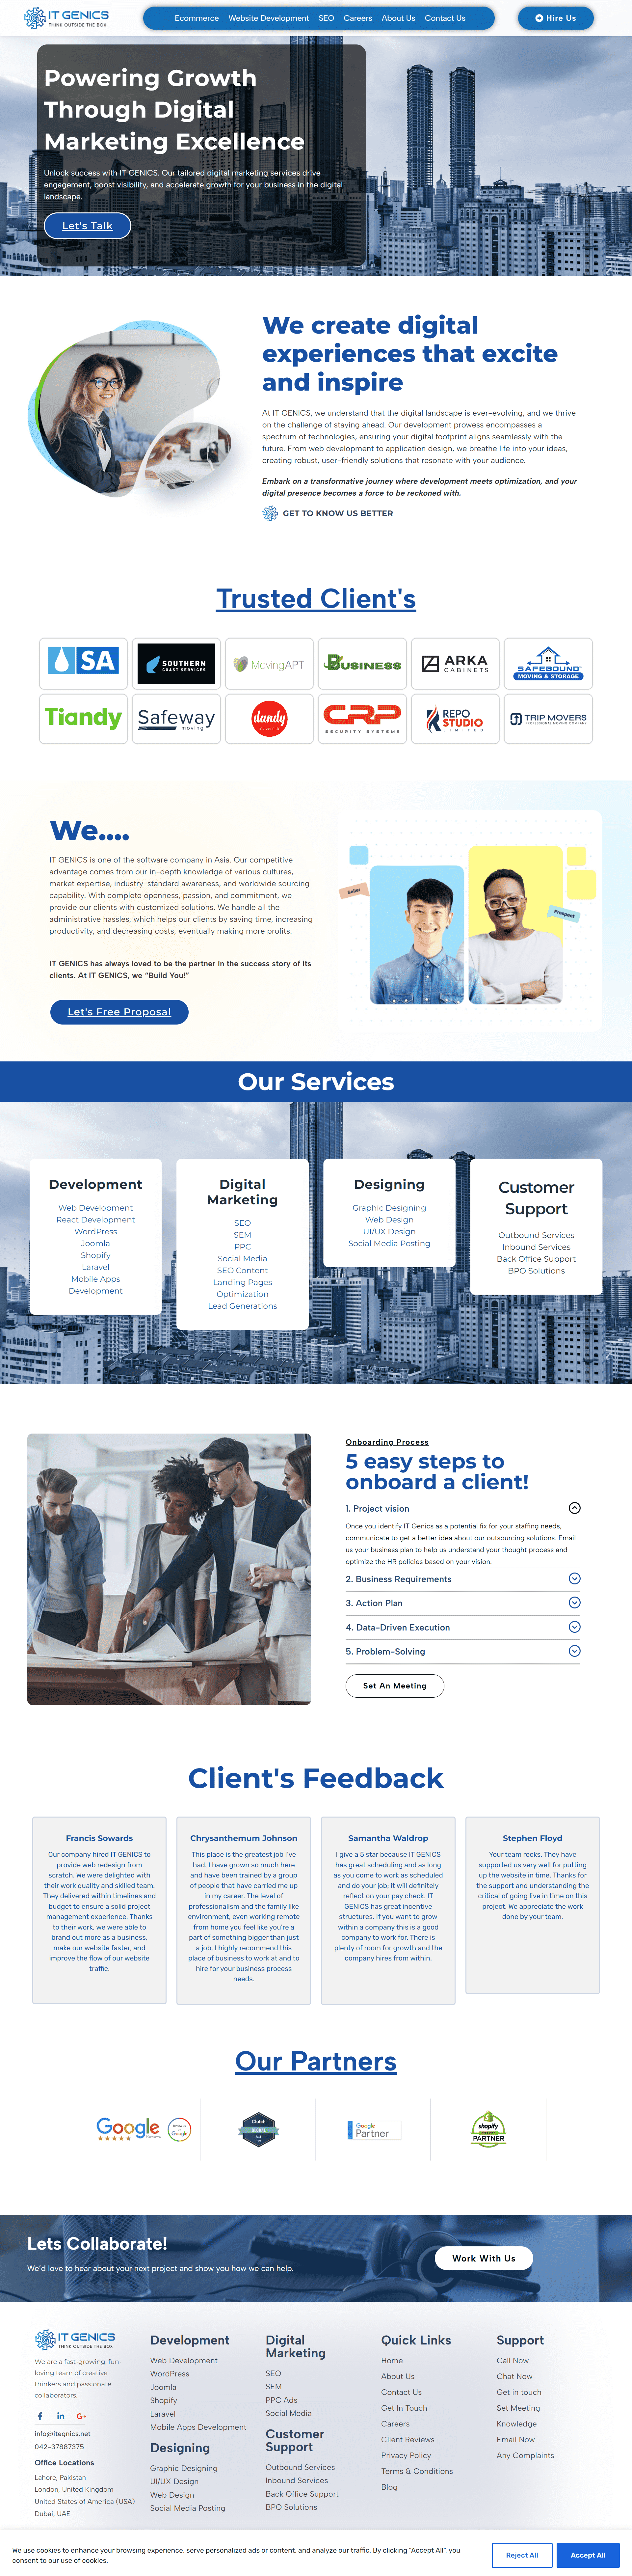 IT GENICS
THINK OUTSIDE THE BOX
Ecommerce Website Development SEO Careers About Us Contact Us
Hire Us
Powering Growth
Through Digital
Marketing Excellence
Unlock success with IT GENICS. Our tailored digital marketing services drive
engagement, boost visibility, and accelerate growth for your business in the digital
landscape.
Let's Talk
We create digital
experiences that excite
and inspire
At IT GENICS, we understand that the digital landscape is ever-evolving, and we thrive
on the challenge of staying ahead. Our development prowess encompasses a
spectrum of technologies, ensuring your digital footprint aligns seamlessly with the
future. From web development to application design, we breathe life into your ideas,
creating robust, user-friendly solutions that resonate with your audience.
Embark on a transformative journey where development meets optimization, and your
digital presence becomes a force to be reckoned with.
GET TO KNOW US BETTER
Trusted Client's
SA
SOUTHERN
COAST SERVICES
MovingAPT
BUSINESS
ARKA
CABINETS
SAFEBOUND
MOVING & STORAGE
Tiandy
Safeway
moving
dandy
movers llc
CRP
SECURITY SYSTEMS
REPO
STUDIO
LIMITED
TRIP MOVERS
PROFESSIONAL MOVING COMPANY
We....
IT GENICS is one of the software company in Asia. Our competitive
advantage comes from our in-depth knowledge of various cultures,
market expertise, industry-standard awareness, and worldwide sourcing
capability. With complete openness, passion, and commitment, we
provide our clients with customized solutions. We handle all the
administrative hassles, which helps our clients by saving time, increasing
productivity, and decreasing costs, eventually making more profits.
IT GENICS has always loved to be the partner in the success story of its
clients. At IT GENICS, we "Build You!"
Let's Free Proposal
Seller
Prospect
Our Services
Development
Web Development
React Development
WordPress
Joomla
Shopify
Laravel
Mobile Apps
Development
Digital
Marketing
SEO
SEM
PPC
Social Media
SEO Content
Landing Pages
Optimization
Lead Generations
Designing
Graphic Designing
Web Design
UI/UX Design
Social Media Posting
Customer
Support
Outbound Services
Inbound Services
Back Office Support
BPO Solutions
Onboarding Process
5 easy steps to
onboard a client!
1. Project vision
Once you identify IT Genics as a potential fix for your staffing needs,
communicate to get a better idea about our outsourcing solutions. Email
us your business plan to help us understand your thought process and
optimize the HR policies based on your vision.
2. Business Requirements
3. Action Plan
4. Data-Driven Execution
5. Problem-Solving
Set An Meeting
Client's Feedback
Francis Sowards
Our company hired IT GENICS to
provide web redesign from
scratch. We were delighted with
their work quality and skilled team.
They delivered within timelines and
budget to ensure a solid project
management experience. Thanks
to their work, we were able to
brand out more as a business,
make our website faster, and
improve the flow of our website
traffic.
Chrysanthemum Johnson
This place is the greatest job I've
had. I have grown so much here
and have been trained by a group
of people that have carried me up
in my career. The level of
professionalism and the family like
environment, even working remote
from home you feel like you're a
part of something bigger than just
a job. I highly recommend this
place of business to work at and to
hire for your business process
needs.
Samantha Waldrop
I give a 5 star because IT GENICS
has great scheduling and as long
as you come to work as scheduled
and do your job; it will definitely
reflect on your pay check. IT
GENICS has great incentive
structures. If you want to grow
within a company this is a good
company to work for. There is
plenty of room for growth and the
company hires from within.
Stephen Floyd
Your team rocks. They have
supported us very well for putting
up the website in time. Thanks for
the support and understanding the
critical of going live in time on this
project. We appreciate the work
done by your team.
Our Partners
Google
Google
Clutch
GLOBAL
Google
Partner
shopify
PARTNER
Lets Collaborate!
We'd love to hear about your next project and show you how we can help.
Work With Us
IT GENICS
THINK OUTSIDE THE BOX
We are a fast-growing, fun-
loving team of creative
thinkers and passionate
collaborators.
info@itegnics.net
042-37887375
Office Locations
Lahore, Pakistan
London, United Kingdom
United States of America (USA)
Dubai, UAE
Development
Web Development
WordPress
Joomla
Shopify
Laravel
Mobile Apps Development
Designing
Graphic Designing
UI/UX Design
Web Design
Social Media Posting
Digital
Marketing
SEO
SEM
PPC Ads
Social Media
Customer
Support
Outbound Services
Inbound Services
Back Office Support
BPO Solutions
Quick Links
Home
About Us
Contact Us
Get In Touch
Careers
Client Reviews
Privacy Policy
Terms & Conditions
Blog
Support
Call Now
Chat Now
Get in touch
Set Meeting
Knowledge
Email Now
Any Complaints
We use cookies to enhance your browsing experience, serve personalized ads or content, and analyze our traffic. By clicking "Accept All", you
consent to our use of cookies.
Reject All
Accept All